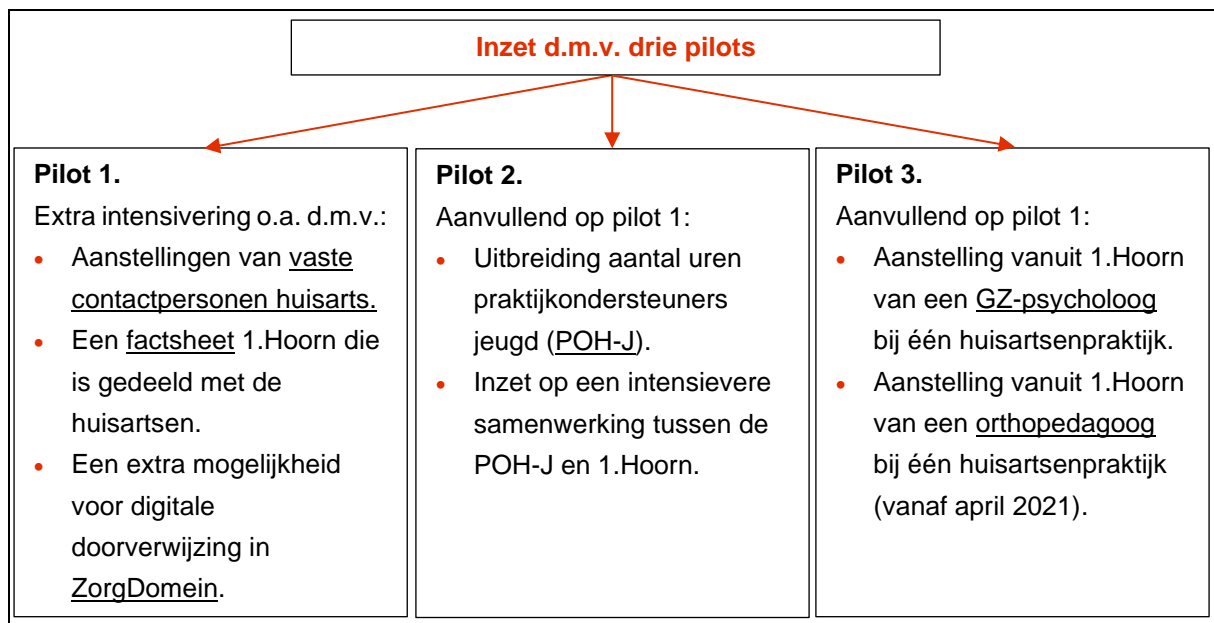 Inzet d.m.v. drie pilots
Pilot 1.
Extra intensivering o.a. d.m.v.:
• Aanstellingen van vaste
contactpersonen huisarts.
• Een factsheet 1.Hoorn die
is gedeeld met de
huisartsen.
• Een extra mogelijkheid
voor digitale
doorverwijzing in
ZorgDomein.
Pilot 2.
Aanvullend op pilot 1:
• Uitbreiding aantal uren
praktijkondersteuners
jeugd (POH-J).
• Inzet op een intensievere
samenwerking tussen de
POH-J en 1.Hoorn.
Pilot 3.
Aanvullend op pilot 1:
• Aanstelling vanuit 1.Hoorn
van een GZ-psycholoog
bij één huisartsenpraktijk.
• Aanstelling vanuit 1.Hoorn
van een orthopedagoog
bij één huisartsenpraktijk
(vanaf april 2021).